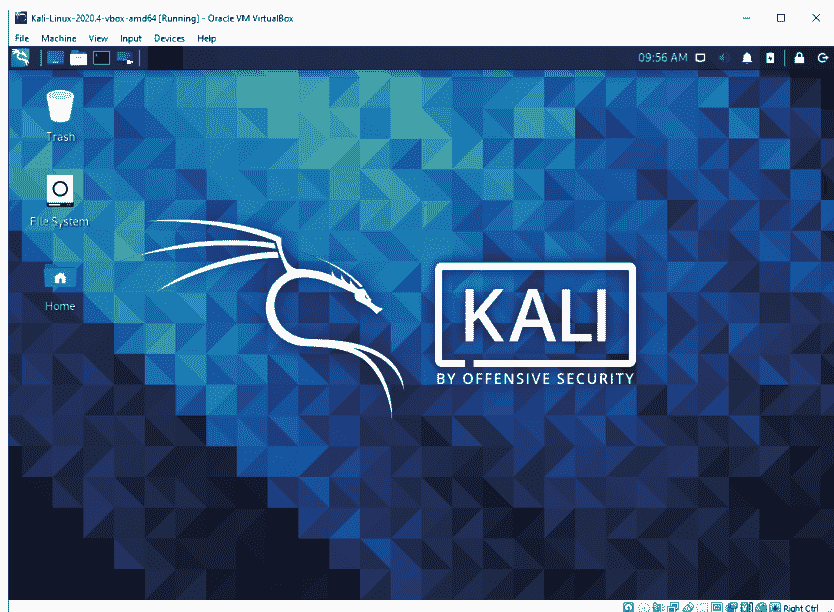 Kali-Linux-2020.4-vbox-amd64 [Running] - Oracle VM VirtualBox
File Machine View Input Devices Help
09:56 AM
Trash
File System
Home
KALI
BY OFFENSIVE SECURITY
Right Ctrl